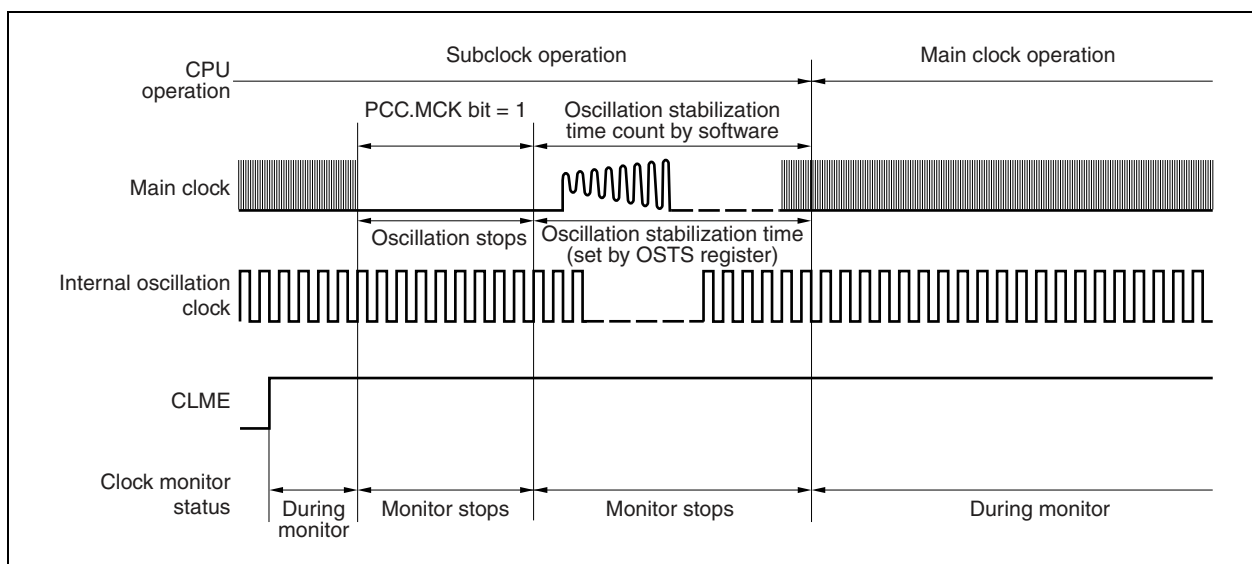 Subclock operation
Main clock operation
CPU
operation
PCC.MCK bit = 1
Oscillation stabilization
time count by software
Main clock
Oscillation stops
Oscillation stabilization time
(set by OSTS register)
Internal oscillation
clock
CLME
Clock monitor
status
During
monitor
Monitor stops
Monitor stops
During monitor